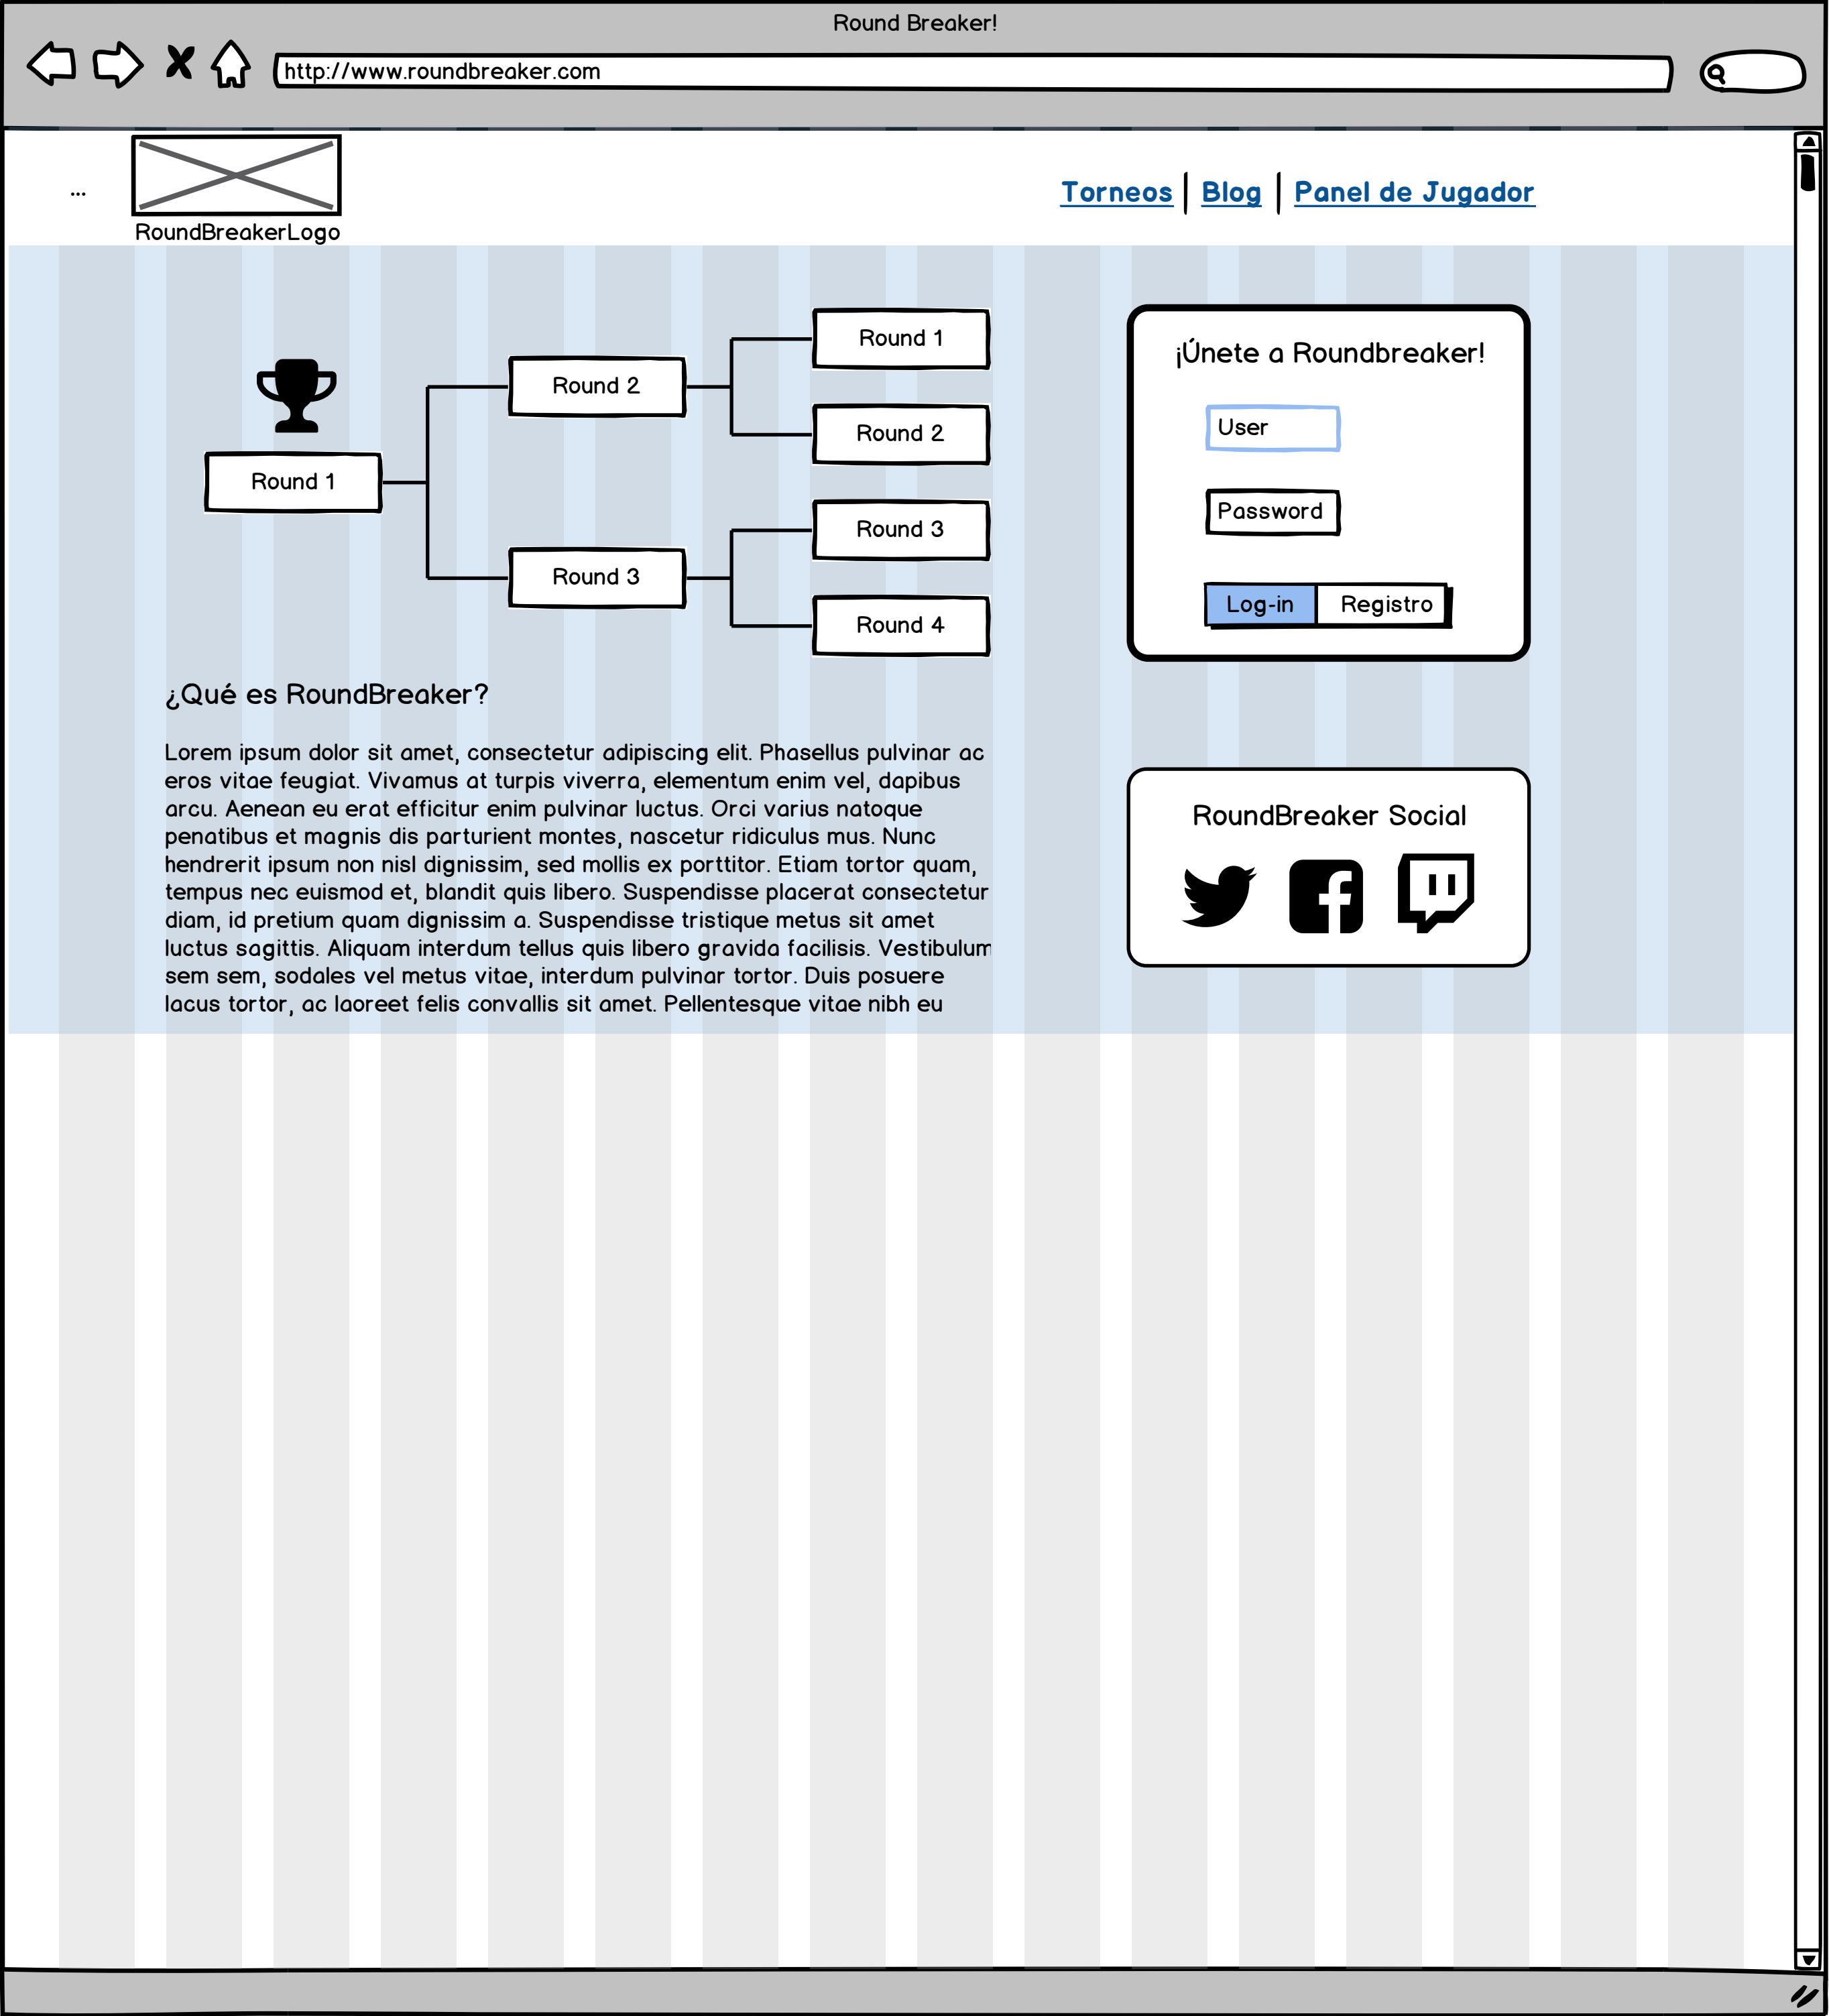 Round Breaker!
http://www.roundbreaker.com
...
RoundBreakerLogo
Torneos | Blog | Panel de Jugador
Round 1
Round 2
Round 3
Round 1
Round 2
Round 3
Round 4
¡Únete a Roundbreaker!
User
Password
Log-in Registro
¿Qué es RoundBreaker?
Lorem ipsum dolor sit amet, consectetur adipiscing elit. Phasellus pulvinar ac
eros vitae feugiat. Vivamus at turpis viverra, elementum enim vel, dapibus
arcu. Aenean eu erat efficitur enim pulvinar luctus. Orci varius natoque
penatibus et magnis dis parturient montes, nascetur ridiculus mus. Nunc
hendrerit ipsum non nisl dignissim, sed mollis ex porttitor. Etiam tortor quam,
tempus nec euismod et, blandit quis libero. Suspendisse placerat consectetur
diam, id pretium quam dignissim a. Suspendisse tristique metus sit amet
luctus sagittis. Aliquam interdum tellus quis libero gravida facilisis. Vestibulum
sem sem, sodales vel metus vitae, interdum pulvinar tortor. Duis posuere
lacus tortor, ac laoreet felis convallis sit amet. Pellentesque vitae nibh eu
RoundBreaker Social